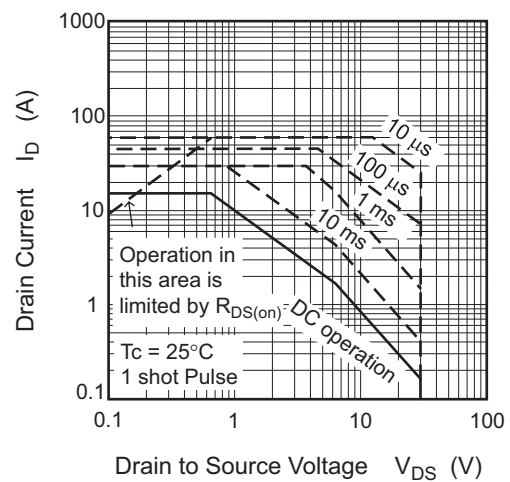 1000
100
10
1
0.1
Drain Current I_D (A)
10 μs
100 μs
1 ms
10 ms
Operation in
this area is
limited by R_DS(on)
DC operation
Tc = 25°C
1 shot Pulse
0.1
1
10
100
Drain to Source Voltage V_DS (V)